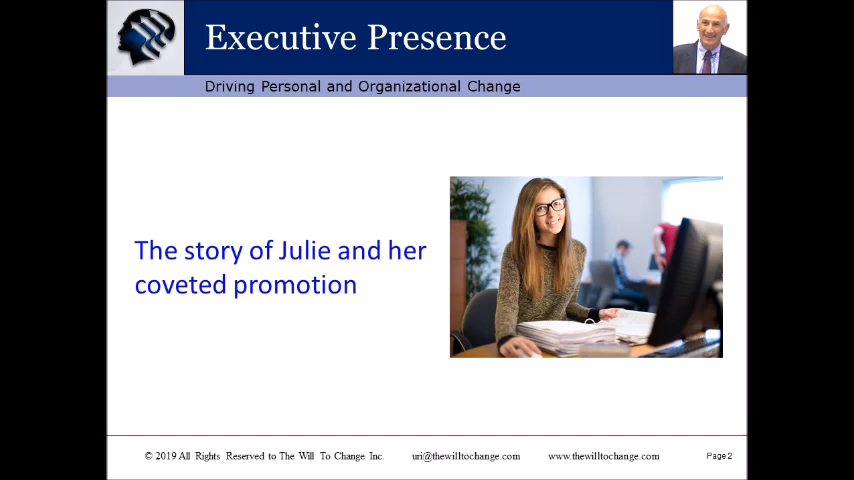 Executive Presence
Driving Personal and Organizational Change
The story of Julie and her
coveted promotion
© 2019 All Rights Reserved to The Will To Change Inc. uri@thewilltochange.com www.thewilltochange.com Page 2